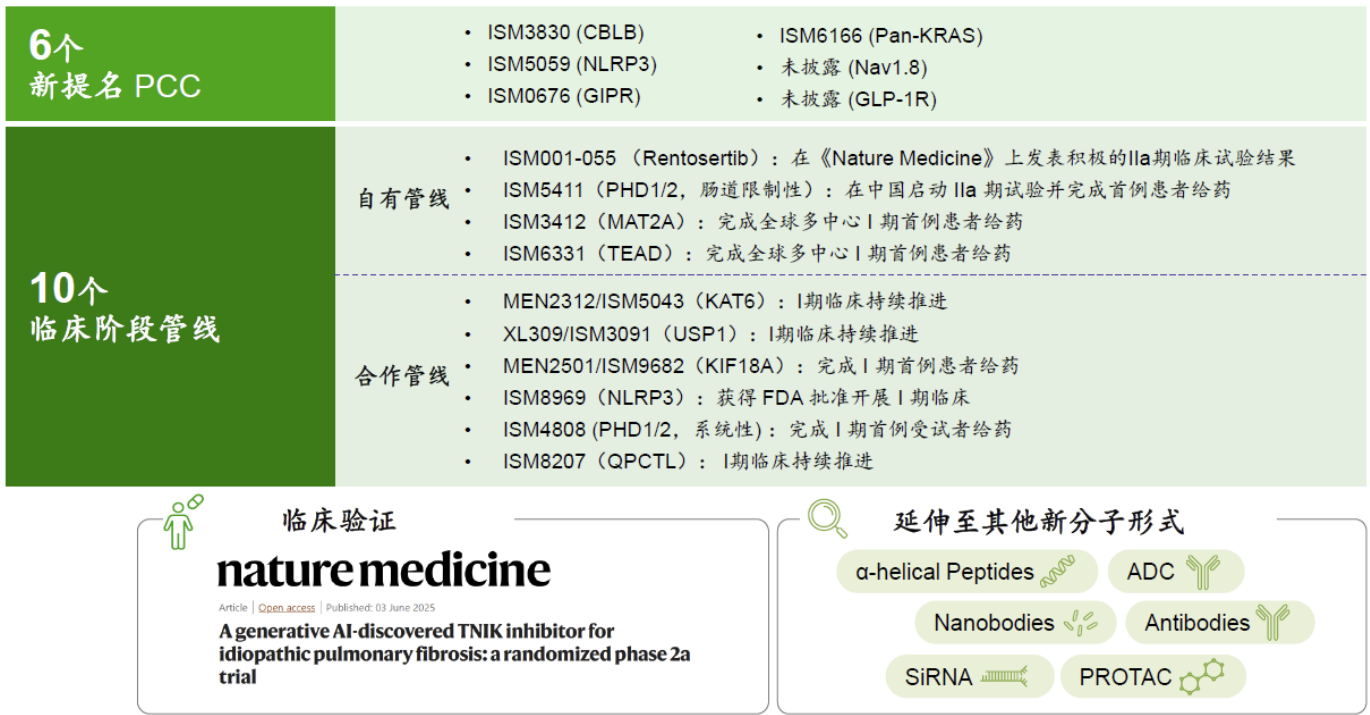 6个
新提名 PCC
• ISM3830 (CBLB)
• ISM5059 (NLRP3)
• ISM0676 (GIPR)
• ISM6166 (Pan-KRAS)
• 未披露 (Nav1.8)
• 未披露 (GLP-1R)
10个
临床阶段管线
自有管线
• ISM001-055 （Rentosertib）：在《Nature Medicine》上发表积极的IIa期临床试验结果
• ISM5411（PHD1/2，肠道限制性）：在中国启动 IIa 期试验并完成首例患者给药
• ISM3412（MAT2A）：完成全球多中心 I 期首例患者给药
• ISM6331（TEAD）：完成全球多中心 I 期首例患者给药
合作管线
• MEN2312/ISM5043（KAT6）：I期临床持续推进
• XL309/ISM3091（USP1）：I期临床持续推进
• MEN2501/ISM9682（KIF18A）：完成 I 期首例患者给药
• ISM8969（NLRP3）：获得 FDA 批准开展 I 期临床
• ISM4808 (PHD1/2，系统性)：完成 I 期首例受试者给药
• ISM8207（QPCTL）： I期临床持续推进
临床验证
nature medicine
Article | Open access | Published: 03 June 2025
A generative AI-discovered TNIK inhibitor for
idiopathic pulmonary fibrosis: a randomized phase 2a
trial
延伸至其他新分子形式
α-helical Peptides
ADC
Nanobodies
Antibodies
SiRNA
PROTAC